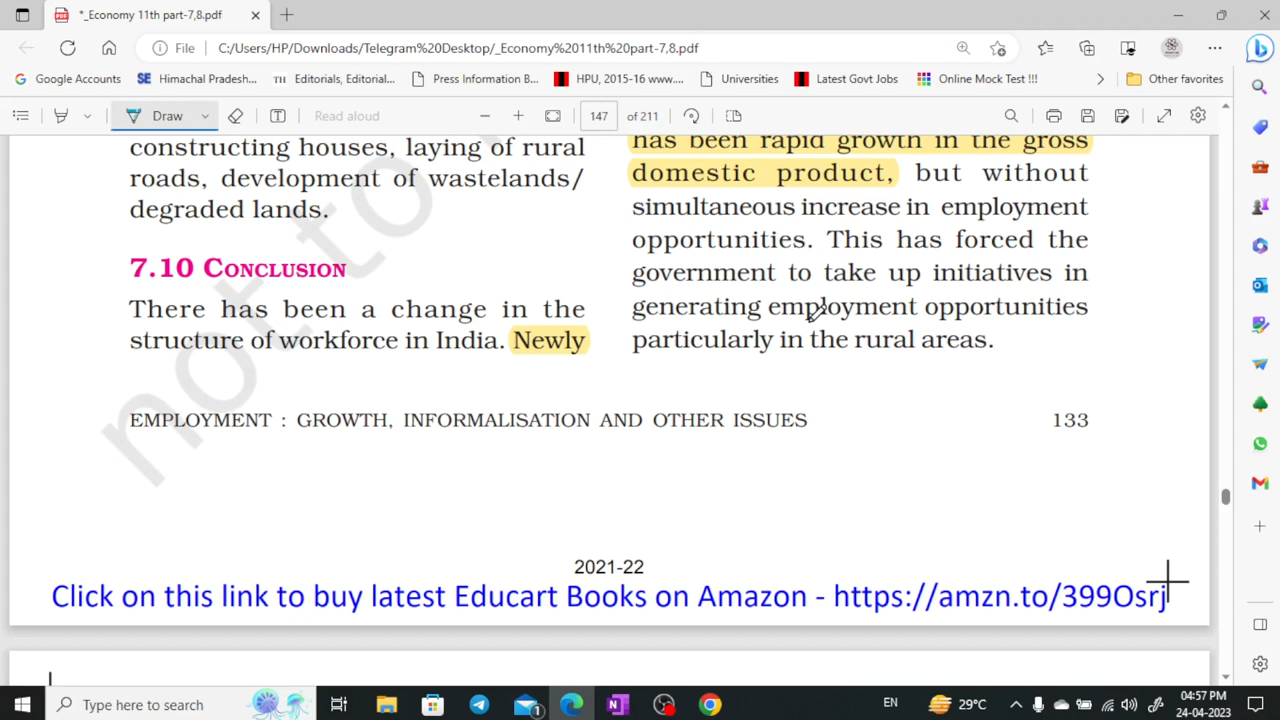 *_Economy 11th part-7,8.pdf
File
C:/Users/HP/Downloads/Telegram%20Desktop/_Economy%2011th%20part-7,8.pdf
Google Accounts
SE Himachal Pradesh...
TH Editorials, Editorial...
Press Information B...
HPU, 2015-16 www....
Universities
Latest Govt Jobs
Online Mock Test !!!
Other favorites
Draw
Read aloud
147 of 211
constructing houses, laying of rural
roads, development of wastelands/
degraded lands.
7.10 CONCLUSION
There has been a change in the
structure of workforce in India. Newly
has been rapid growth in the gross
domestic product, but without
simultaneous increase in employment
opportunities. This has forced the
government to take up initiatives in
generating employment opportunities
particularly in the rural areas.
not to
EMPLOYMENT : GROWTH, INFORMALISATION AND OTHER ISSUES 133
2021-22
Click on this link to buy latest Educart Books on Amazon - https://amzn.to/399Osrj
Type here to search
1
EN
29°C
04:57 PM
24-04-2023